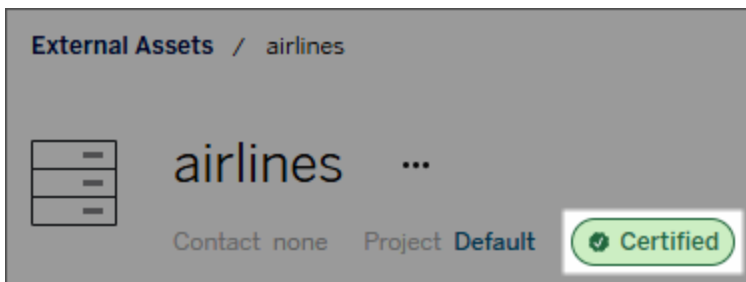 External Assets / airlines
airlines ...
Contact none Project Default Certified